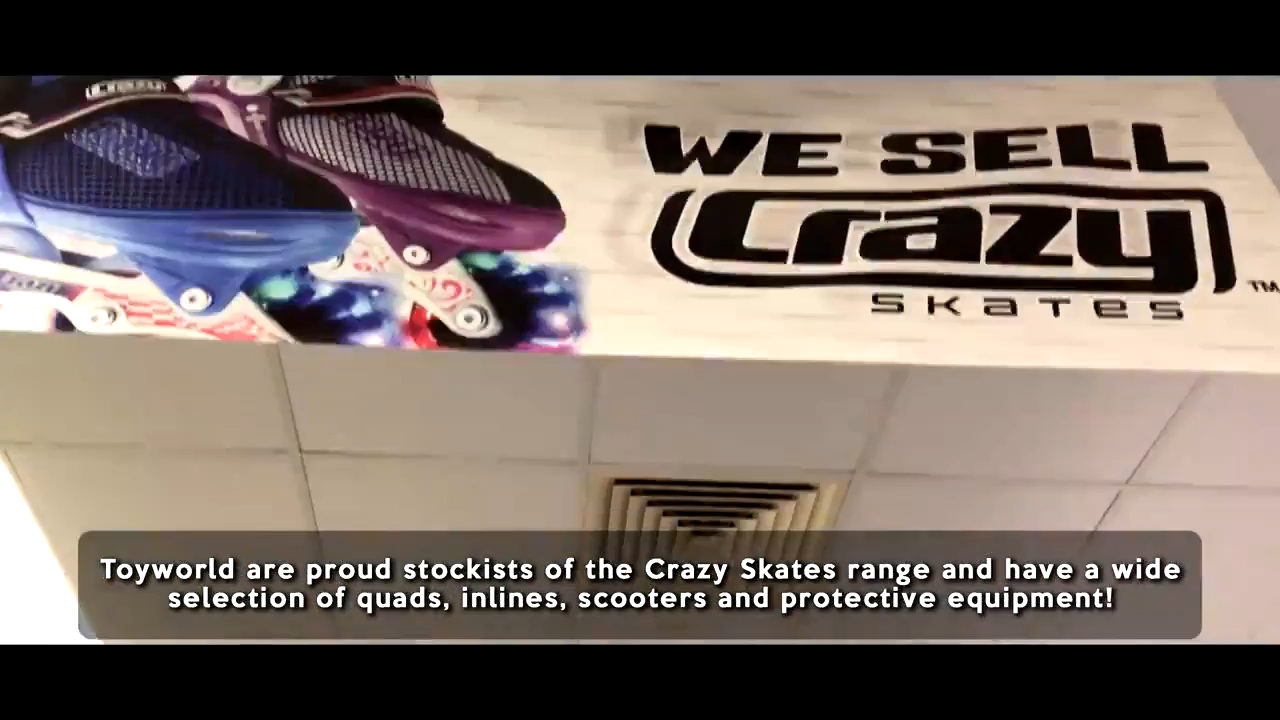 WE SELL
Crazy
SKATES
TM
Toyworld are proud stockists of the Crazy Skates range and have a wide
selection of quads, inlines, scooters and protective equipment!